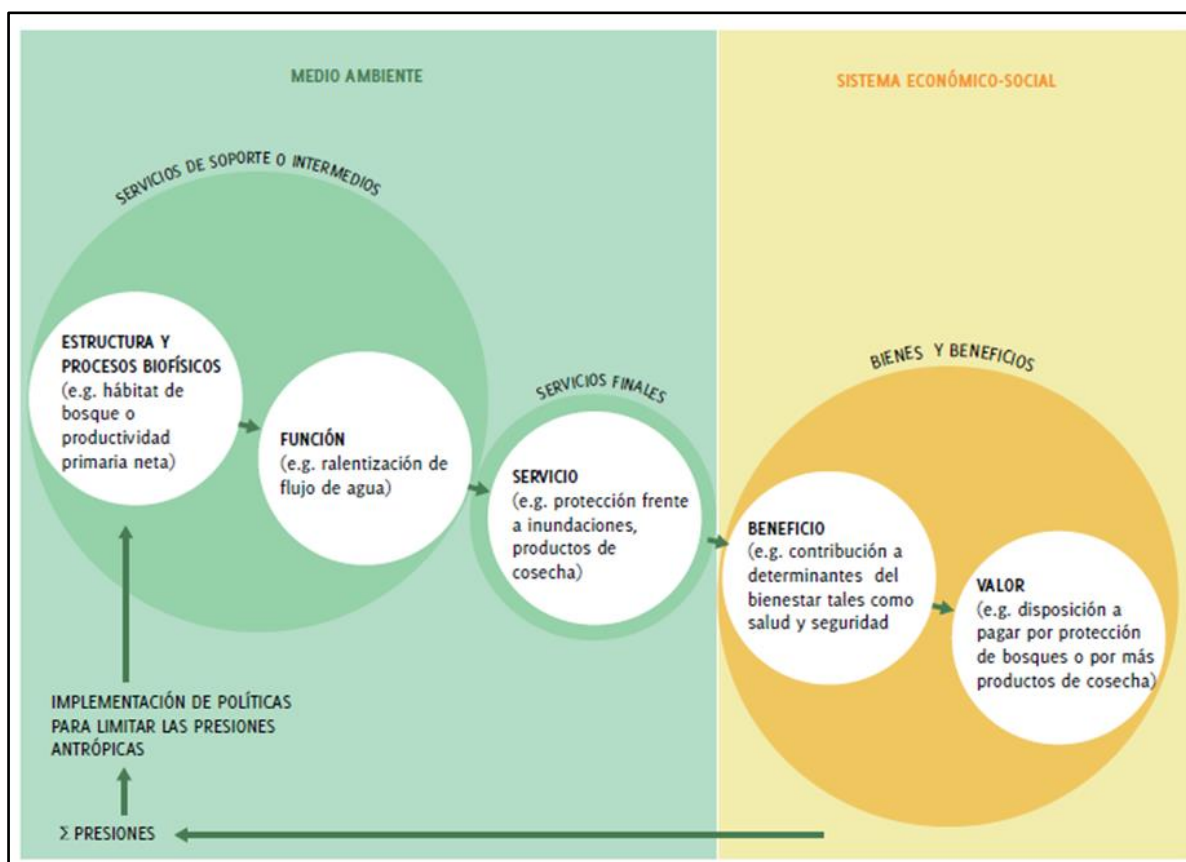 MEDIO AMBIENTE
SISTEMA ECONÓMICO-SOCIAL
SERVICIOS DE SOPORTE O INTERMEDIOS
ESTRUCTURA Y
PROCESOS BIOFÍSICOS
(e.g. hábitat de
bosque o
productividad
primaria neta)
FUNCIÓN
(e.g. ralentización de
flujo de agua)
SERVICIOS FINALES
SERVICIO
(e.g. protección frente
a inundaciones,
productos de
cosecha)
BIENES Y BENEFICIOS
BENEFICIO
(e.g. contribución a
determinantes del
bienestar tales como
salud y seguridad
VALOR
(e.g. disposición a
pagar por protección
de bosques o por más
productos de cosecha)
IMPLEMENTACIÓN DE POLÍTICAS
PARA LIMITAR LAS PRESIONES
ANTRÓPICAS
Σ PRESIONES